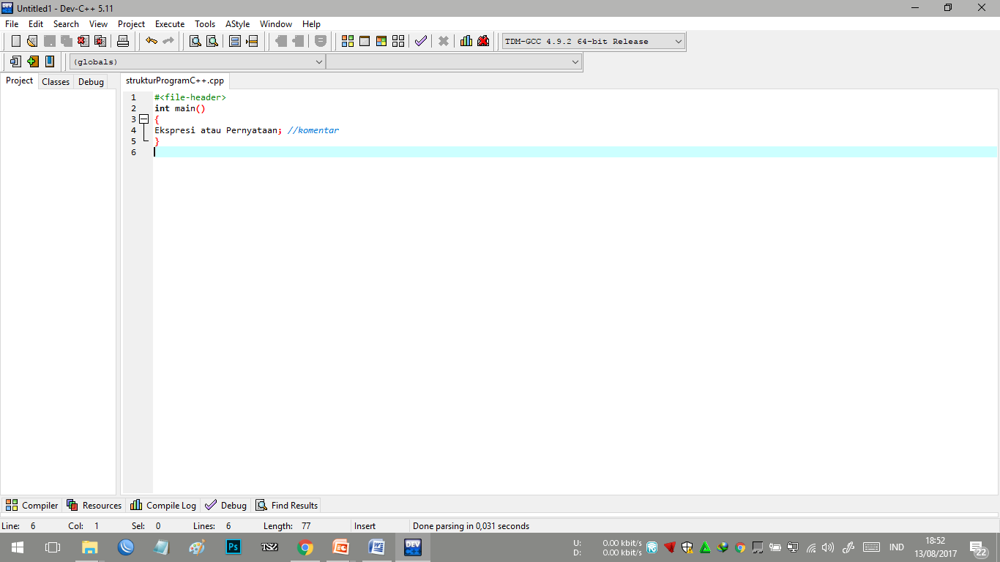 Untitled1 - Dev-C++ 5.11
File Edit Search View Project Execute Tools AStyle Window Help
TDM-GCC 4.9.2 64-bit Release
(globals)
Project Classes Debug strukturProgramC++.cpp
1 #<file-header>
2 int main()
3 {
4 Ekspresi atau Pernyataan; //komentar
5 }
6
Compiler Resources Compile Log Debug Find Results
Line: 6 Col: 1 Sel: 0 Lines: 6 Length: 77 Insert Done parsing in 0,031 seconds
U: 0.00 kbit/s
D: 0.00 kbit/s
Ps
DEV
IND
18:52
13/08/2017
22